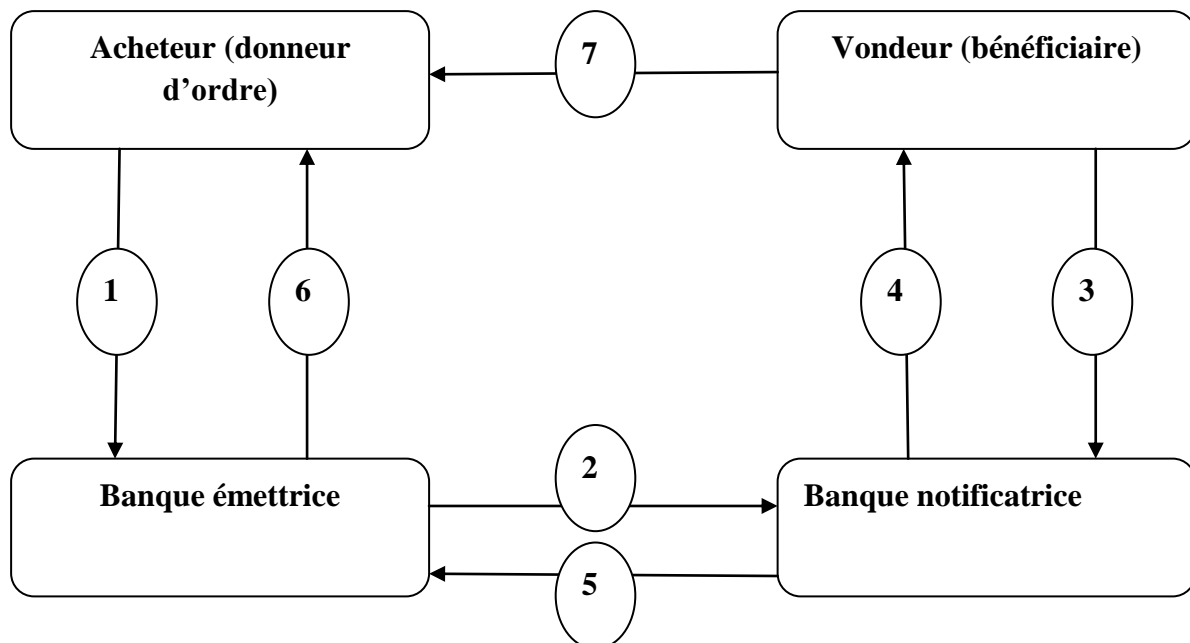 Acheteur (donneur
d’ordre)
7
Vondeur (bénéficiaire)
1
6
4
3
Banque émettrice
2
Banque notificatrice
5